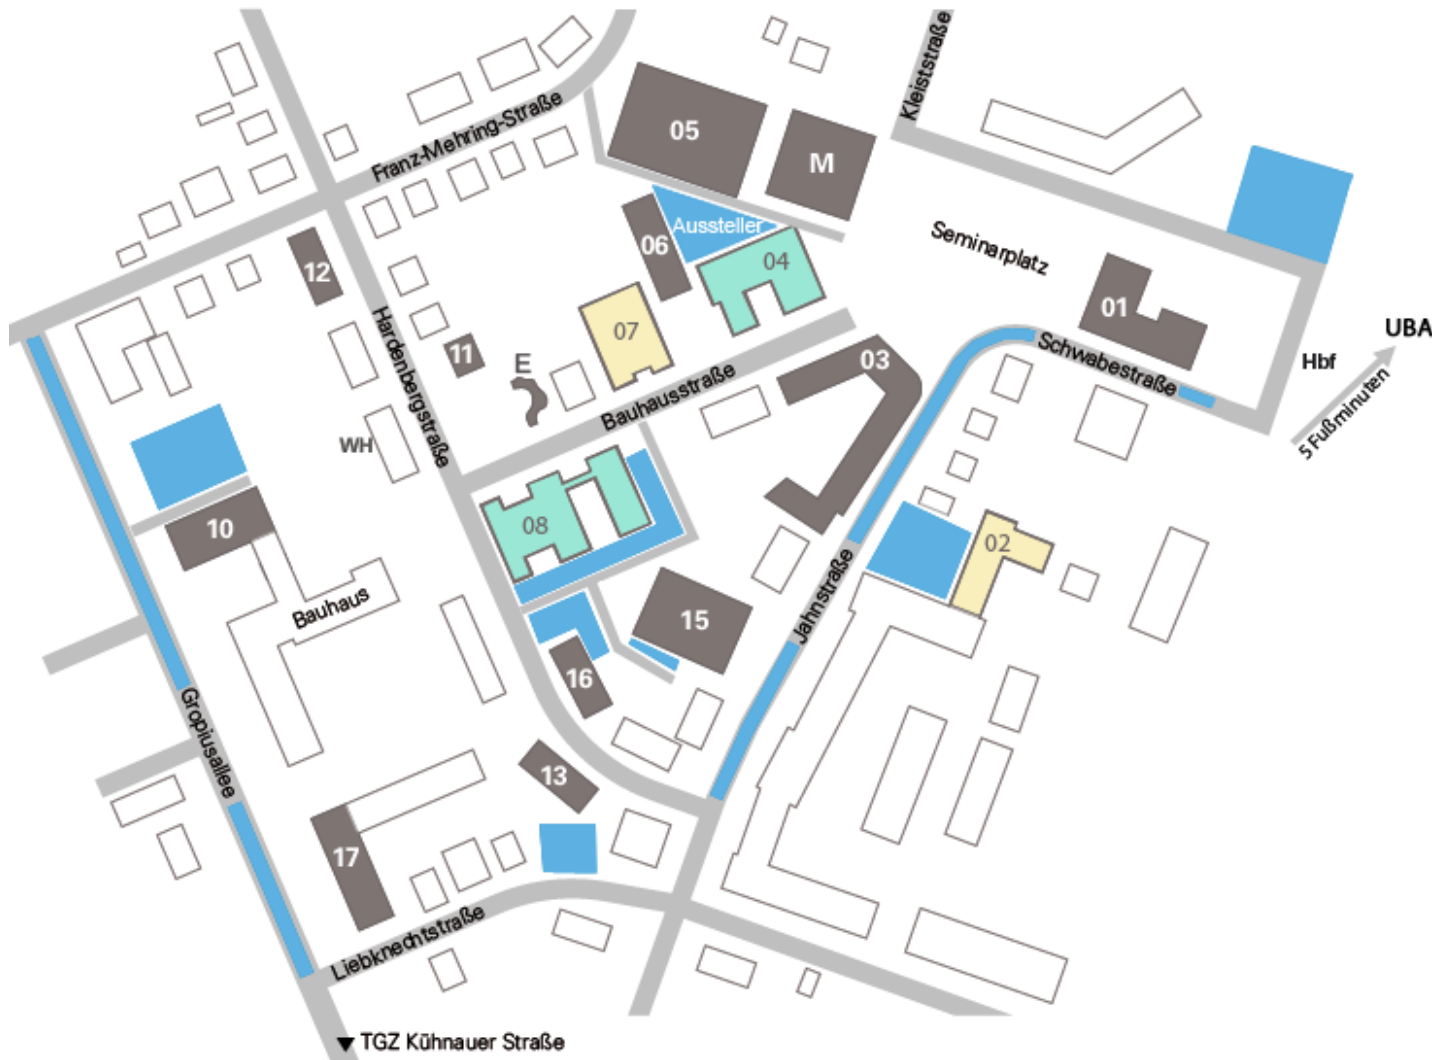 Kleiststraße
Franz-Mehring-Straße
05
M
Aussteller
06
04
Seminarplatz
12
01
UBA
07
Hardenbergstraße
11
E
03
Schwabestraße
Hbf
5 Fußminuten
Bauhausstraße
WH
10
08
02
Bauhaus
Jahnstraße
15
16
Gropiusallee
13
17
Liebknechtstraße
TGZ Kühnauer Straße